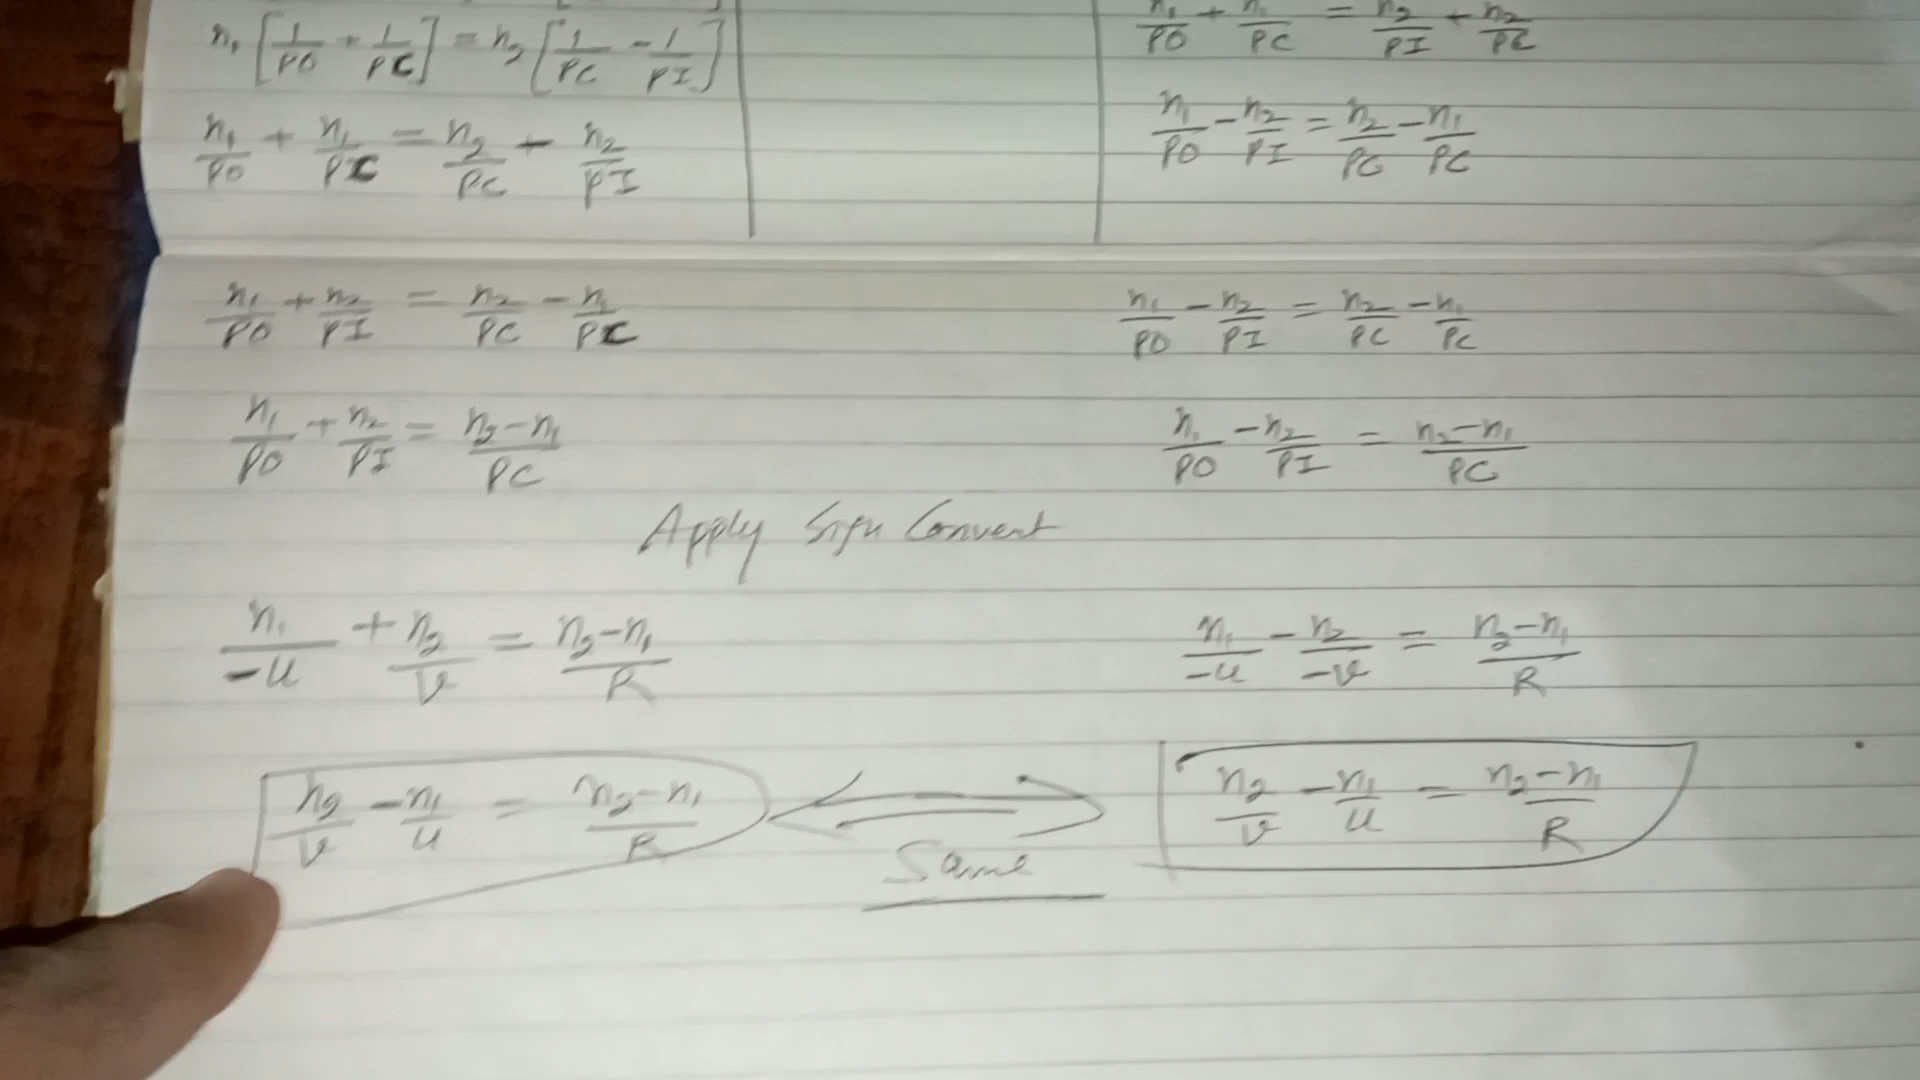 n₁ [1/PO + 1/PC] = n₂ [1/PC - 1/PI]
n₁/PO + n₁/PC = n₂/PC - n₂/PI
n₁/PO + n₂/PI = n₂/PC - n₁/PC
n₁/PO + n₂/PI = n₂-n₁/PC
n₁/PO + n₁/PC = n₂/PI + n₂/PC
n₁/PO - n₂/PI = n₂/PC - n₁/PC
n₁/PO - n₂/PI = n₂/PC - n₁/PC
n₁/PO - n₂/PI = n₂-n₁/PC
Apply Sign Convent
n₁/-u + n₂/v = n₂-n₁/R
n₂/v - n₁/u = n₂-n₁/R
n₁/-u - n₂/-v = n₂-n₁/R
n₂/v - n₁/u = n₂-n₁/R
Same